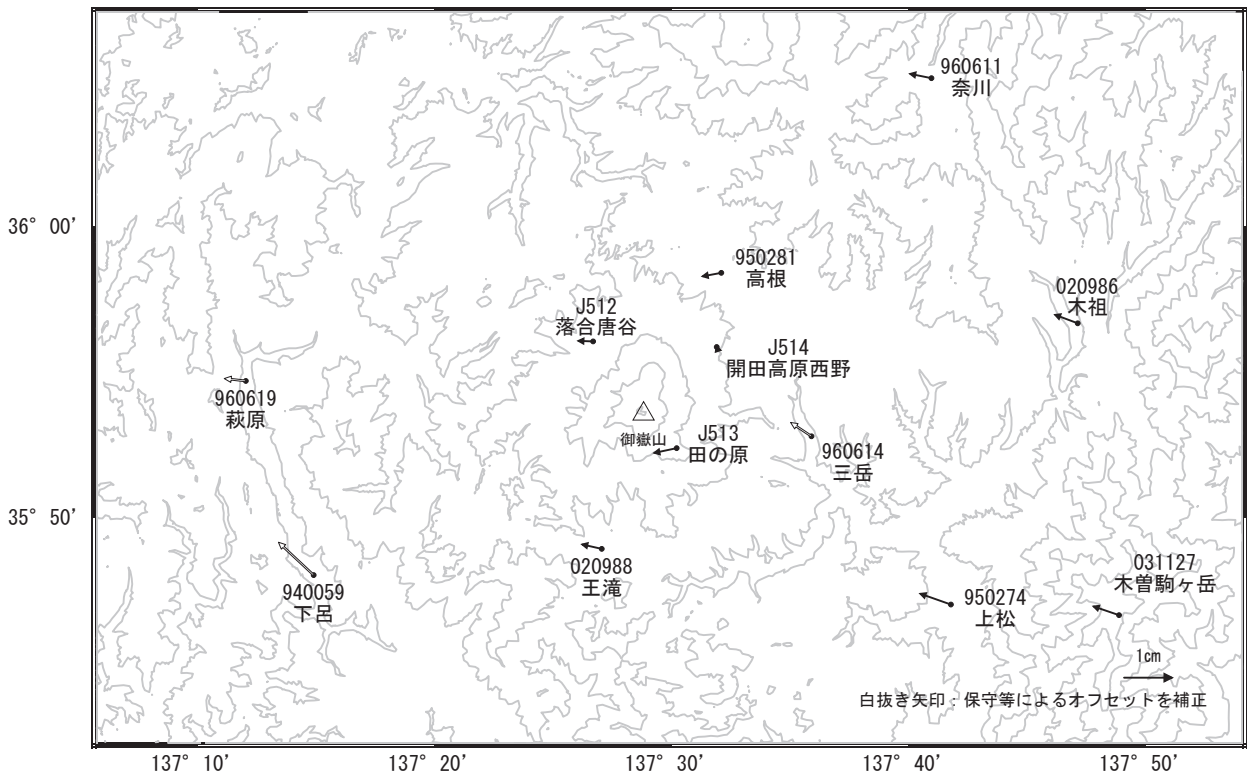 960611
奈川
36° 00'
950281
高根
020986
木祖
J512
落合唐谷
J514
開田高原西野
960619
萩原
御嶽山
J513
田の原
960614
三岳
35° 50'
940059
下呂
020988
王滝
031127
木曽駒ヶ岳
950274
上松
1cm
白抜き矢印：保守等によるオフセットを補正
137° 10'
137° 20'
137° 30'
137° 40'
137° 50'